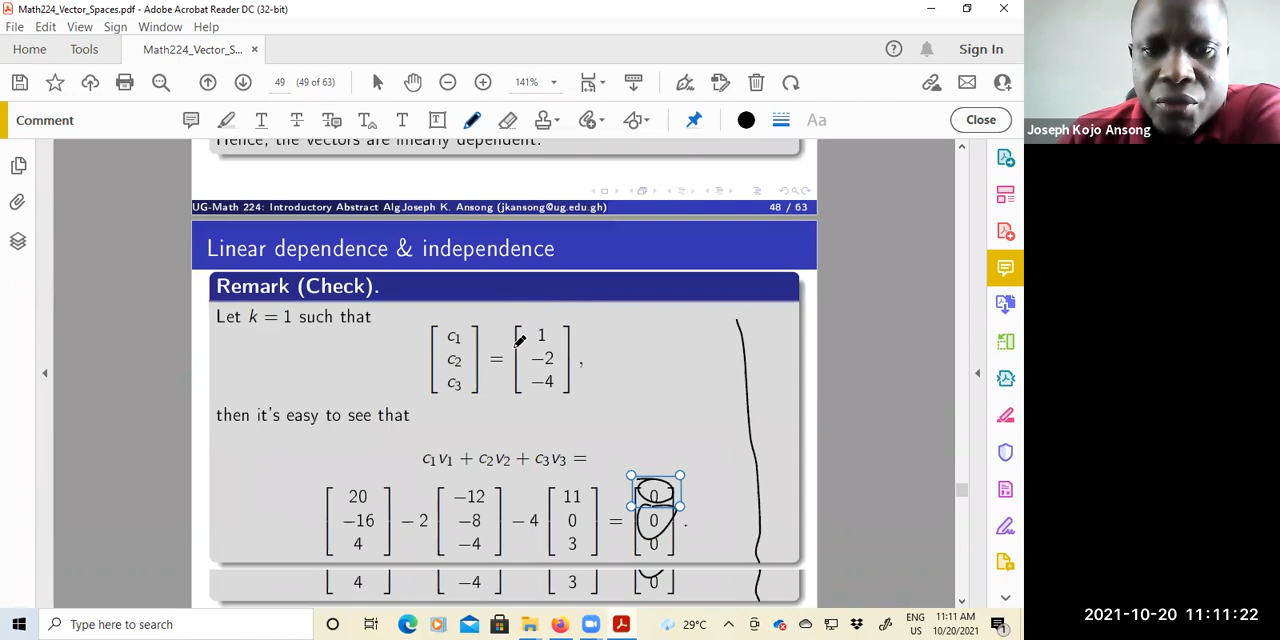 Math224_Vector_Spaces.pdf - Adobe Acrobat Reader DC (32-bit)
File Edit View Sign Window Help
Home Tools Math224_Vector_S... × Sign In
49 (49 of 63) 141%
Comment Aa Close
Joseph Kojo Ansong
Hence, the vectors are linearly dependent.
UG-Math 224: Introductory Abstract Alg Joseph K. Ansong (jkansong@ug.edu.gh) 48 / 63
Linear dependence & independence
Remark (Check).
Let k = 1 such that
[ c₁ ] = [ 1 ]
[ c₂ ] = [ −2 ]
[ c₃ ] = [ −4 ] ,
then it's easy to see that
c₁v₁ + c₂v₂ + c₃v₃ =
[ 20 ] [ −12 ] [ 11 ] [ 0 ]
[ −16 ] − 2 [ −8 ] − 4 [ 0 ] = [ 0 ] .
[ 4 ] [ −4 ] [ 3 ] [ 0 ]
[ 4 ] [ −4 ] [ 3 ] [ 0 ]
Type here to search 29°C ENG US 11:11 AM 10/20/2021 1
2021-10-20 11:11:22